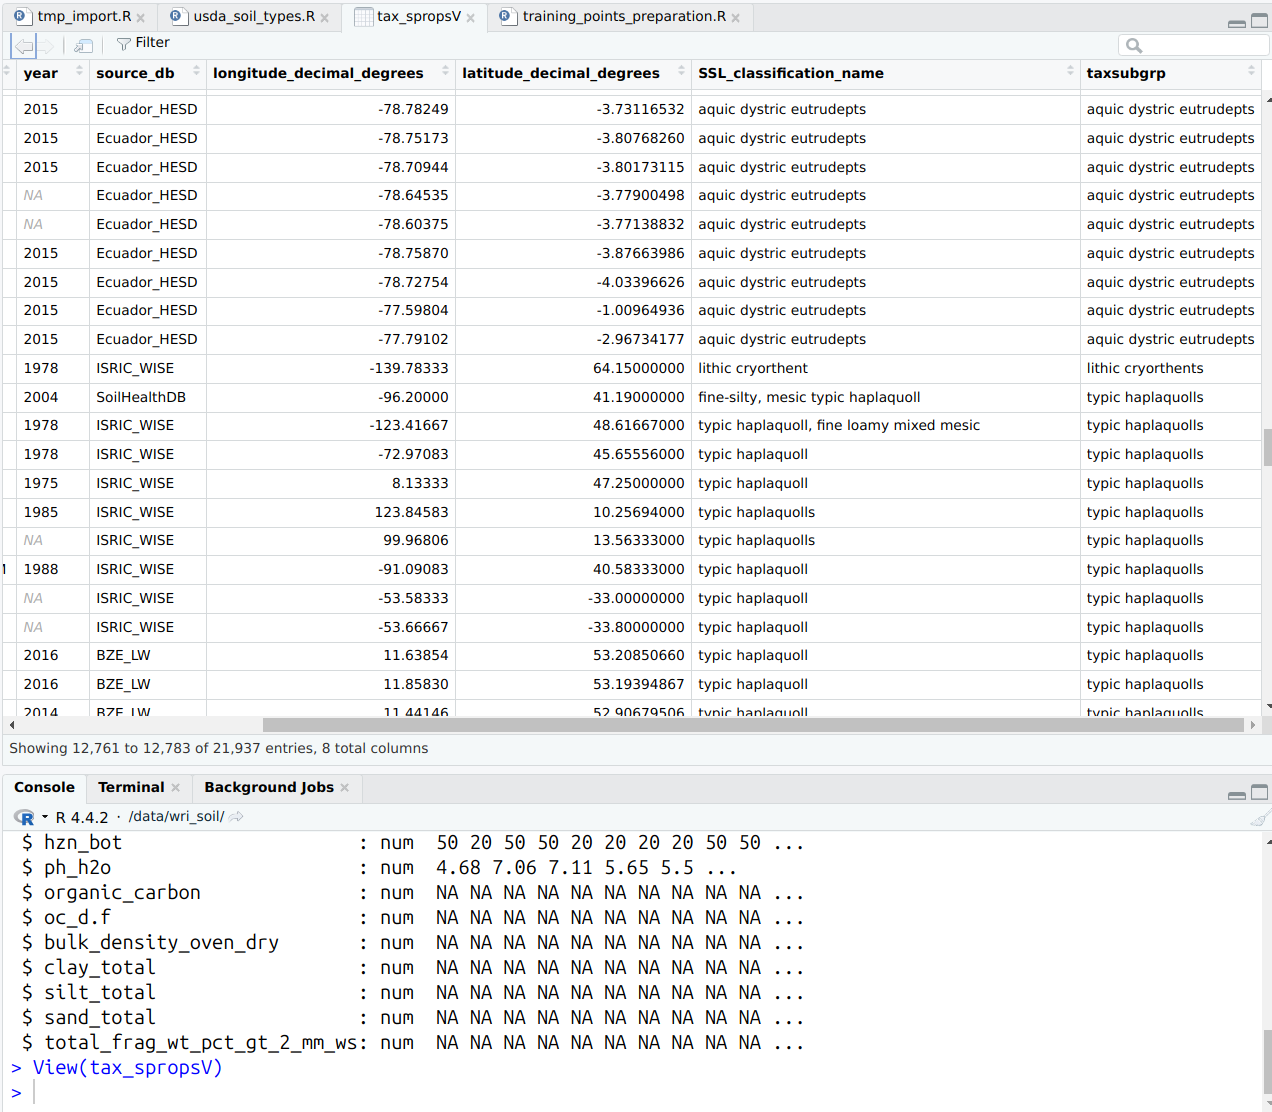 tmp_import.R × usda_soil_types.R × tax_spropsV × training_points_preparation.R ×
Filter
year source_db longitude_decimal_degrees latitude_decimal_degrees SSL_classification_name taxsubgrp
2015 Ecuador_HESD -78.78249 -3.73116532 aquic dystric eutrudepts aquic dystric eutrudepts
2015 Ecuador_HESD -78.75173 -3.80768260 aquic dystric eutrudepts aquic dystric eutrudepts
2015 Ecuador_HESD -78.70944 -3.80173115 aquic dystric eutrudepts aquic dystric eutrudepts
NA Ecuador_HESD -78.64535 -3.77900498 aquic dystric eutrudepts aquic dystric eutrudepts
NA Ecuador_HESD -78.60375 -3.77138832 aquic dystric eutrudepts aquic dystric eutrudepts
2015 Ecuador_HESD -78.75870 -3.87663986 aquic dystric eutrudepts aquic dystric eutrudepts
2015 Ecuador_HESD -78.72754 -4.03396626 aquic dystric eutrudepts aquic dystric eutrudepts
2015 Ecuador_HESD -77.59804 -1.00964936 aquic dystric eutrudepts aquic dystric eutrudepts
2015 Ecuador_HESD -77.79102 -2.96734177 aquic dystric eutrudepts aquic dystric eutrudepts
1978 ISRIC_WISE -139.78333 64.15000000 lithic cryorthent lithic cryorthents
2004 SoilHealthDB -96.20000 41.19000000 fine-silty, mesic typic haplaquoll typic haplaquolls
1978 ISRIC_WISE -123.41667 48.61667000 typic haplaquoll, fine loamy mixed mesic typic haplaquolls
1978 ISRIC_WISE -72.97083 45.65556000 typic haplaquoll typic haplaquolls
1975 ISRIC_WISE 8.13333 47.25000000 typic haplaquoll typic haplaquolls
1985 ISRIC_WISE 123.84583 10.25694000 typic haplaquolls typic haplaquolls
NA ISRIC_WISE 99.96806 13.56333000 typic haplaquolls typic haplaquolls
1988 ISRIC_WISE -91.09083 40.58333000 typic haplaquoll typic haplaquolls
NA ISRIC_WISE -53.58333 -33.00000000 typic haplaquoll typic haplaquolls
NA ISRIC_WISE -53.66667 -33.80000000 typic haplaquoll typic haplaquolls
2016 BZE_LW 11.63854 53.20850660 typic haplaquoll typic haplaquolls
2016 BZE_LW 11.85830 53.19394867 typic haplaquoll typic haplaquolls
2014 BZE_LW 11.44146 52.90679506 typic haplaquoll typic haplaquolls
Showing 12,761 to 12,783 of 21,937 entries, 8 total columns
Console Terminal × Background Jobs ×
R 4.4.2 · /data/wri_soil/
$ hzn_bot : num 50 20 50 50 20 20 20 20 50 50 ...
$ ph_h2o : num 4.68 7.06 7.11 5.65 5.5 ...
$ organic_carbon : num NA NA NA NA NA NA NA NA NA NA ...
$ oc_d.f : num NA NA NA NA NA NA NA NA NA NA ...
$ bulk_density_oven_dry : num NA NA NA NA NA NA NA NA NA NA ...
$ clay_total : num NA NA NA NA NA NA NA NA NA NA ...
$ silt_total : num NA NA NA NA NA NA NA NA NA NA ...
$ sand_total : num NA NA NA NA NA NA NA NA NA NA ...
$ total_frag_wt_pct_gt_2_mm_ws: num NA NA NA NA NA NA NA NA NA NA ...
> View(tax_spropsV)
>